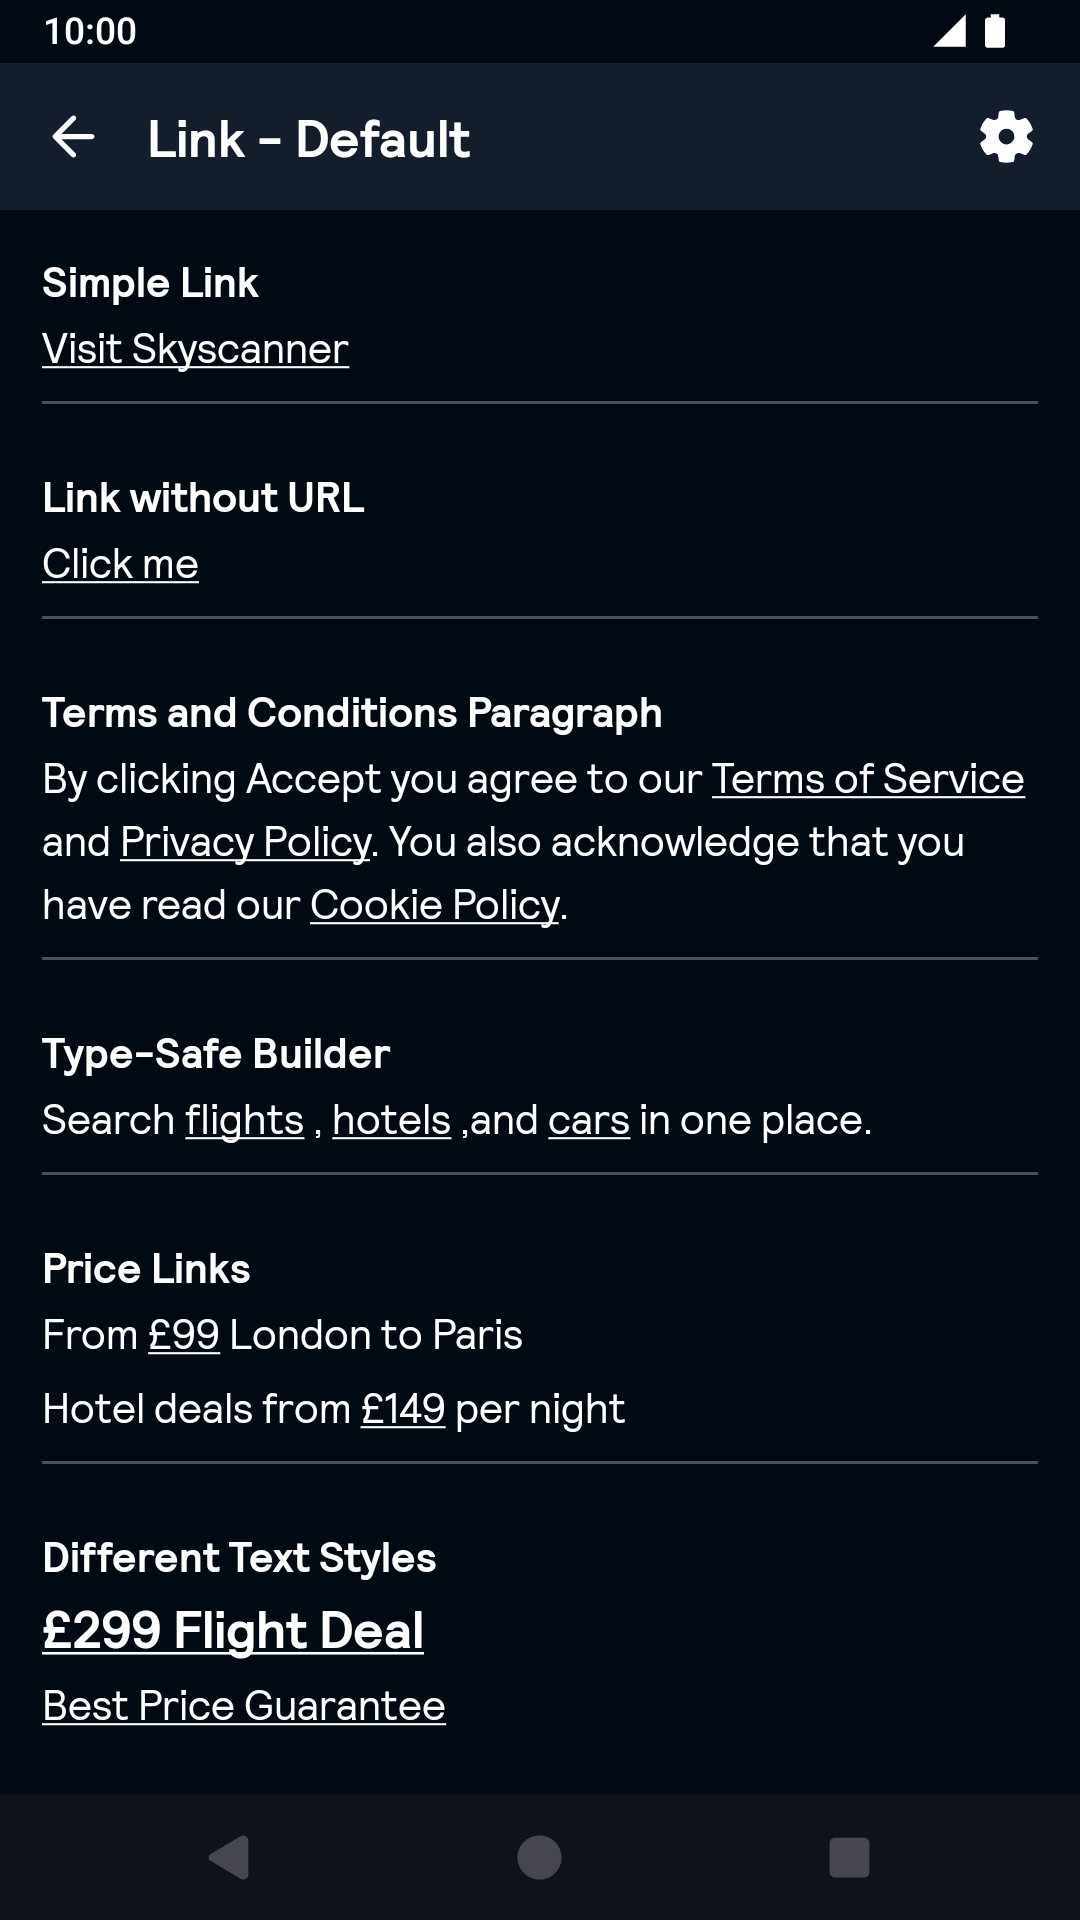 10:00
Link - Default
Simple Link
Visit Skyscanner
Link without URL
Click me
Terms and Conditions Paragraph
By clicking Accept you agree to our Terms of Service
and Privacy Policy. You also acknowledge that you
have read our Cookie Policy.
Type-Safe Builder
Search flights , hotels ,and cars in one place.
Price Links
From £99 London to Paris
Hotel deals from £149 per night
Different Text Styles
£299 Flight Deal
Best Price Guarantee